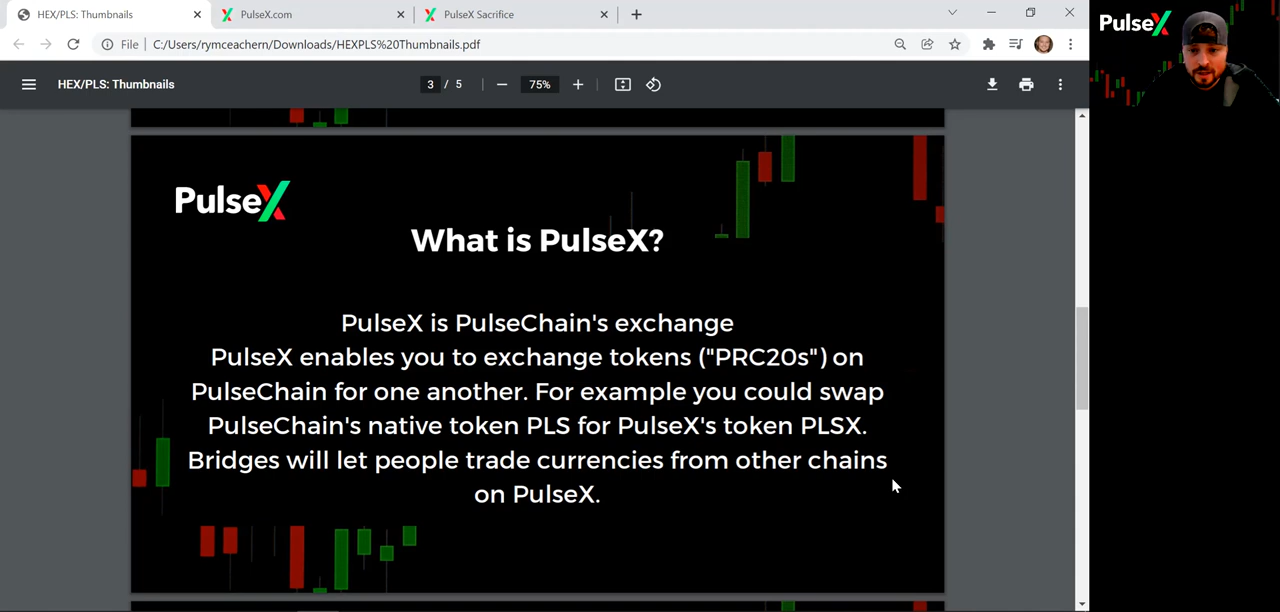 HEX/PLS: Thumbnails
PulseX.com
PulseX Sacrifice
File
C:/Users/rymceachern/Downloads/HEXPLS%20Thumbnails.pdf
HEX/PLS: Thumbnails
3 / 5
75%
PulseX
PulseX
What is PulseX?
PulseX is PulseChain's exchange
PulseX enables you to exchange tokens ("PRC20s") on
PulseChain for one another. For example you could swap
PulseChain's native token PLS for PulseX's token PLSX.
Bridges will let people trade currencies from other chains
on PulseX.